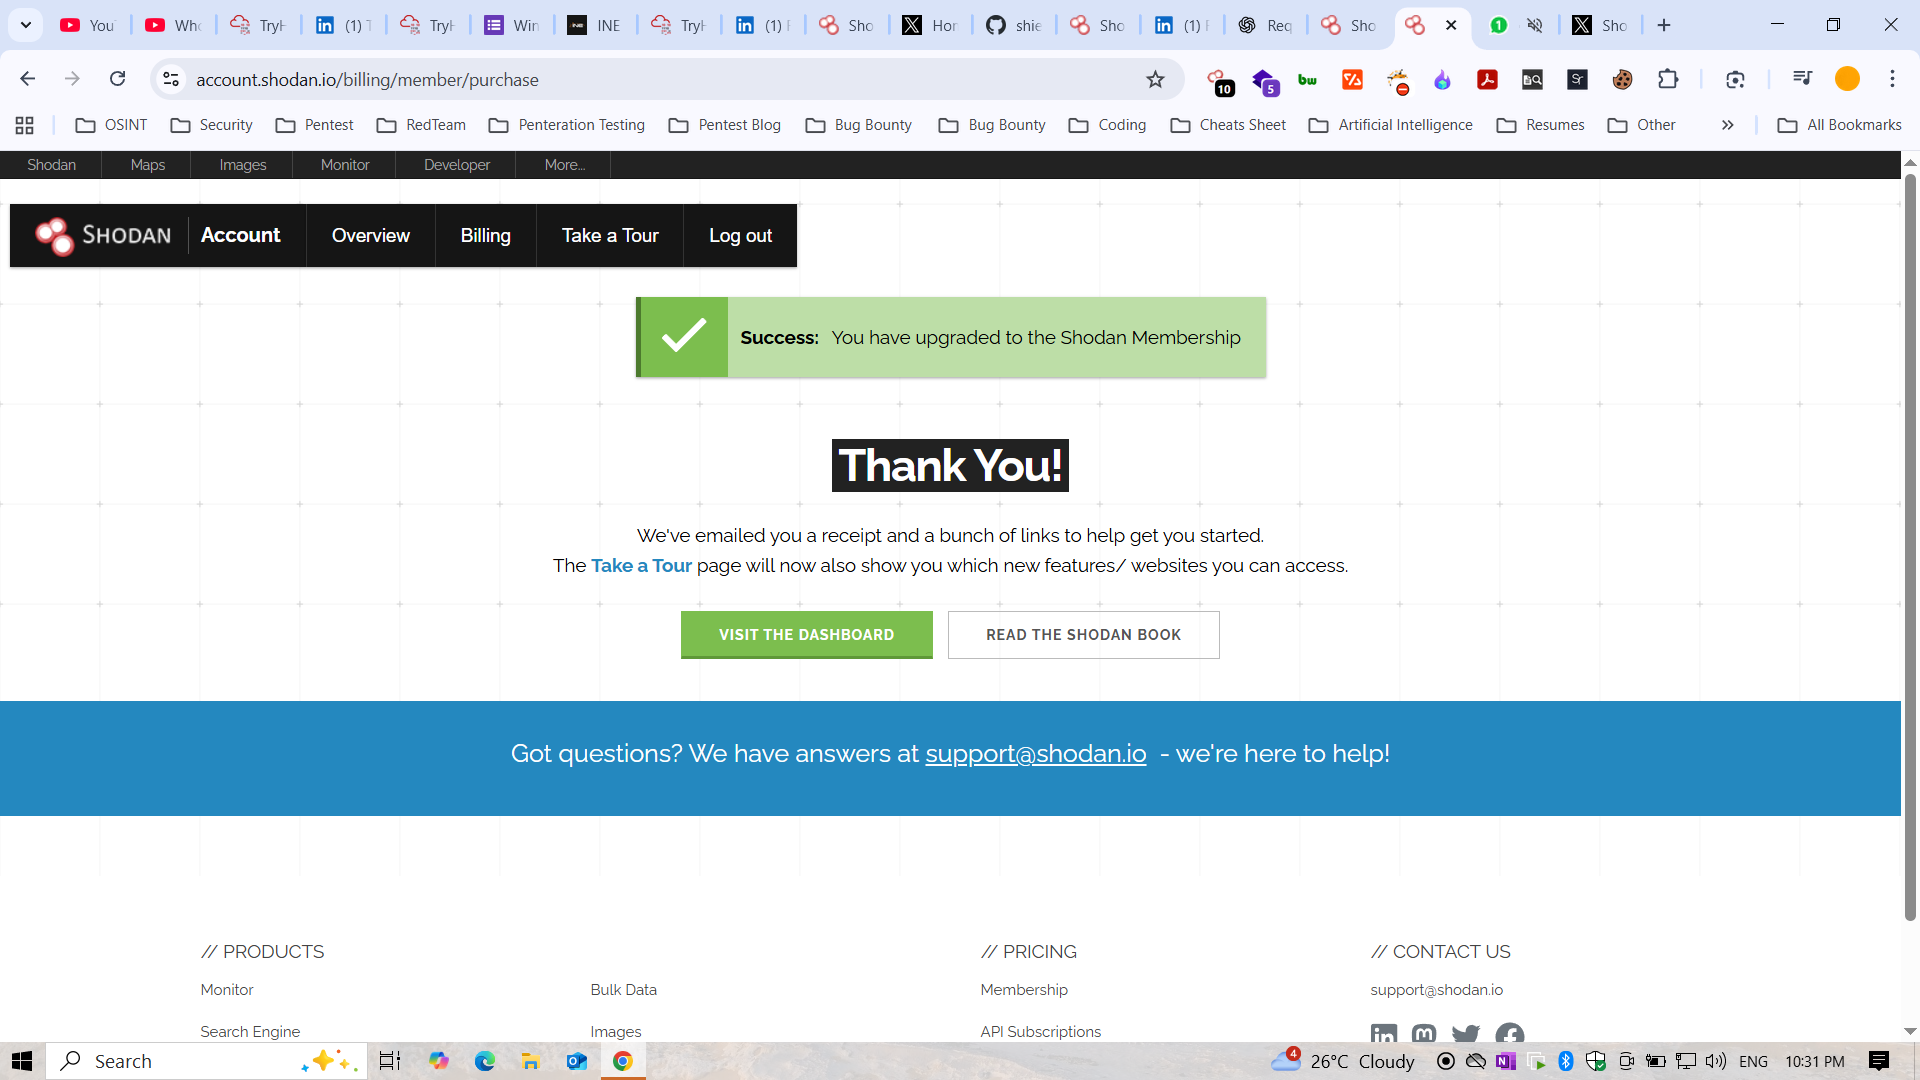 You
Who
TryH
(1) T
TryH
Win
INE
TryH
(1) F
Sho
Hor
shie
Sho
(1) F
Req
Sho
1
Sho
account.shodan.io/billing/member/purchase
10
5
bw
Sr
OSINT
Security
Pentest
RedTeam
Penteration Testing
Pentest Blog
Bug Bounty
Bug Bounty
Coding
Cheats Sheet
Artificial Intelligence
Resumes
Other
All Bookmarks
Shodan
Maps
Images
Monitor
Developer
More...
SHODAN
Account
Overview
Billing
Take a Tour
Log out
Success: You have upgraded to the Shodan Membership
Thank You!
We've emailed you a receipt and a bunch of links to help get you started.
The Take a Tour page will now also show you which new features/ websites you can access.
VISIT THE DASHBOARD
READ THE SHODAN BOOK
Got questions? We have answers at support@shodan.io - we're here to help!
// PRODUCTS
// PRICING
// CONTACT US
Monitor
Bulk Data
Membership
support@shodan.io
Search Engine
Images
API Subscriptions
Search
4
26°C Cloudy
ENG
10:31 PM